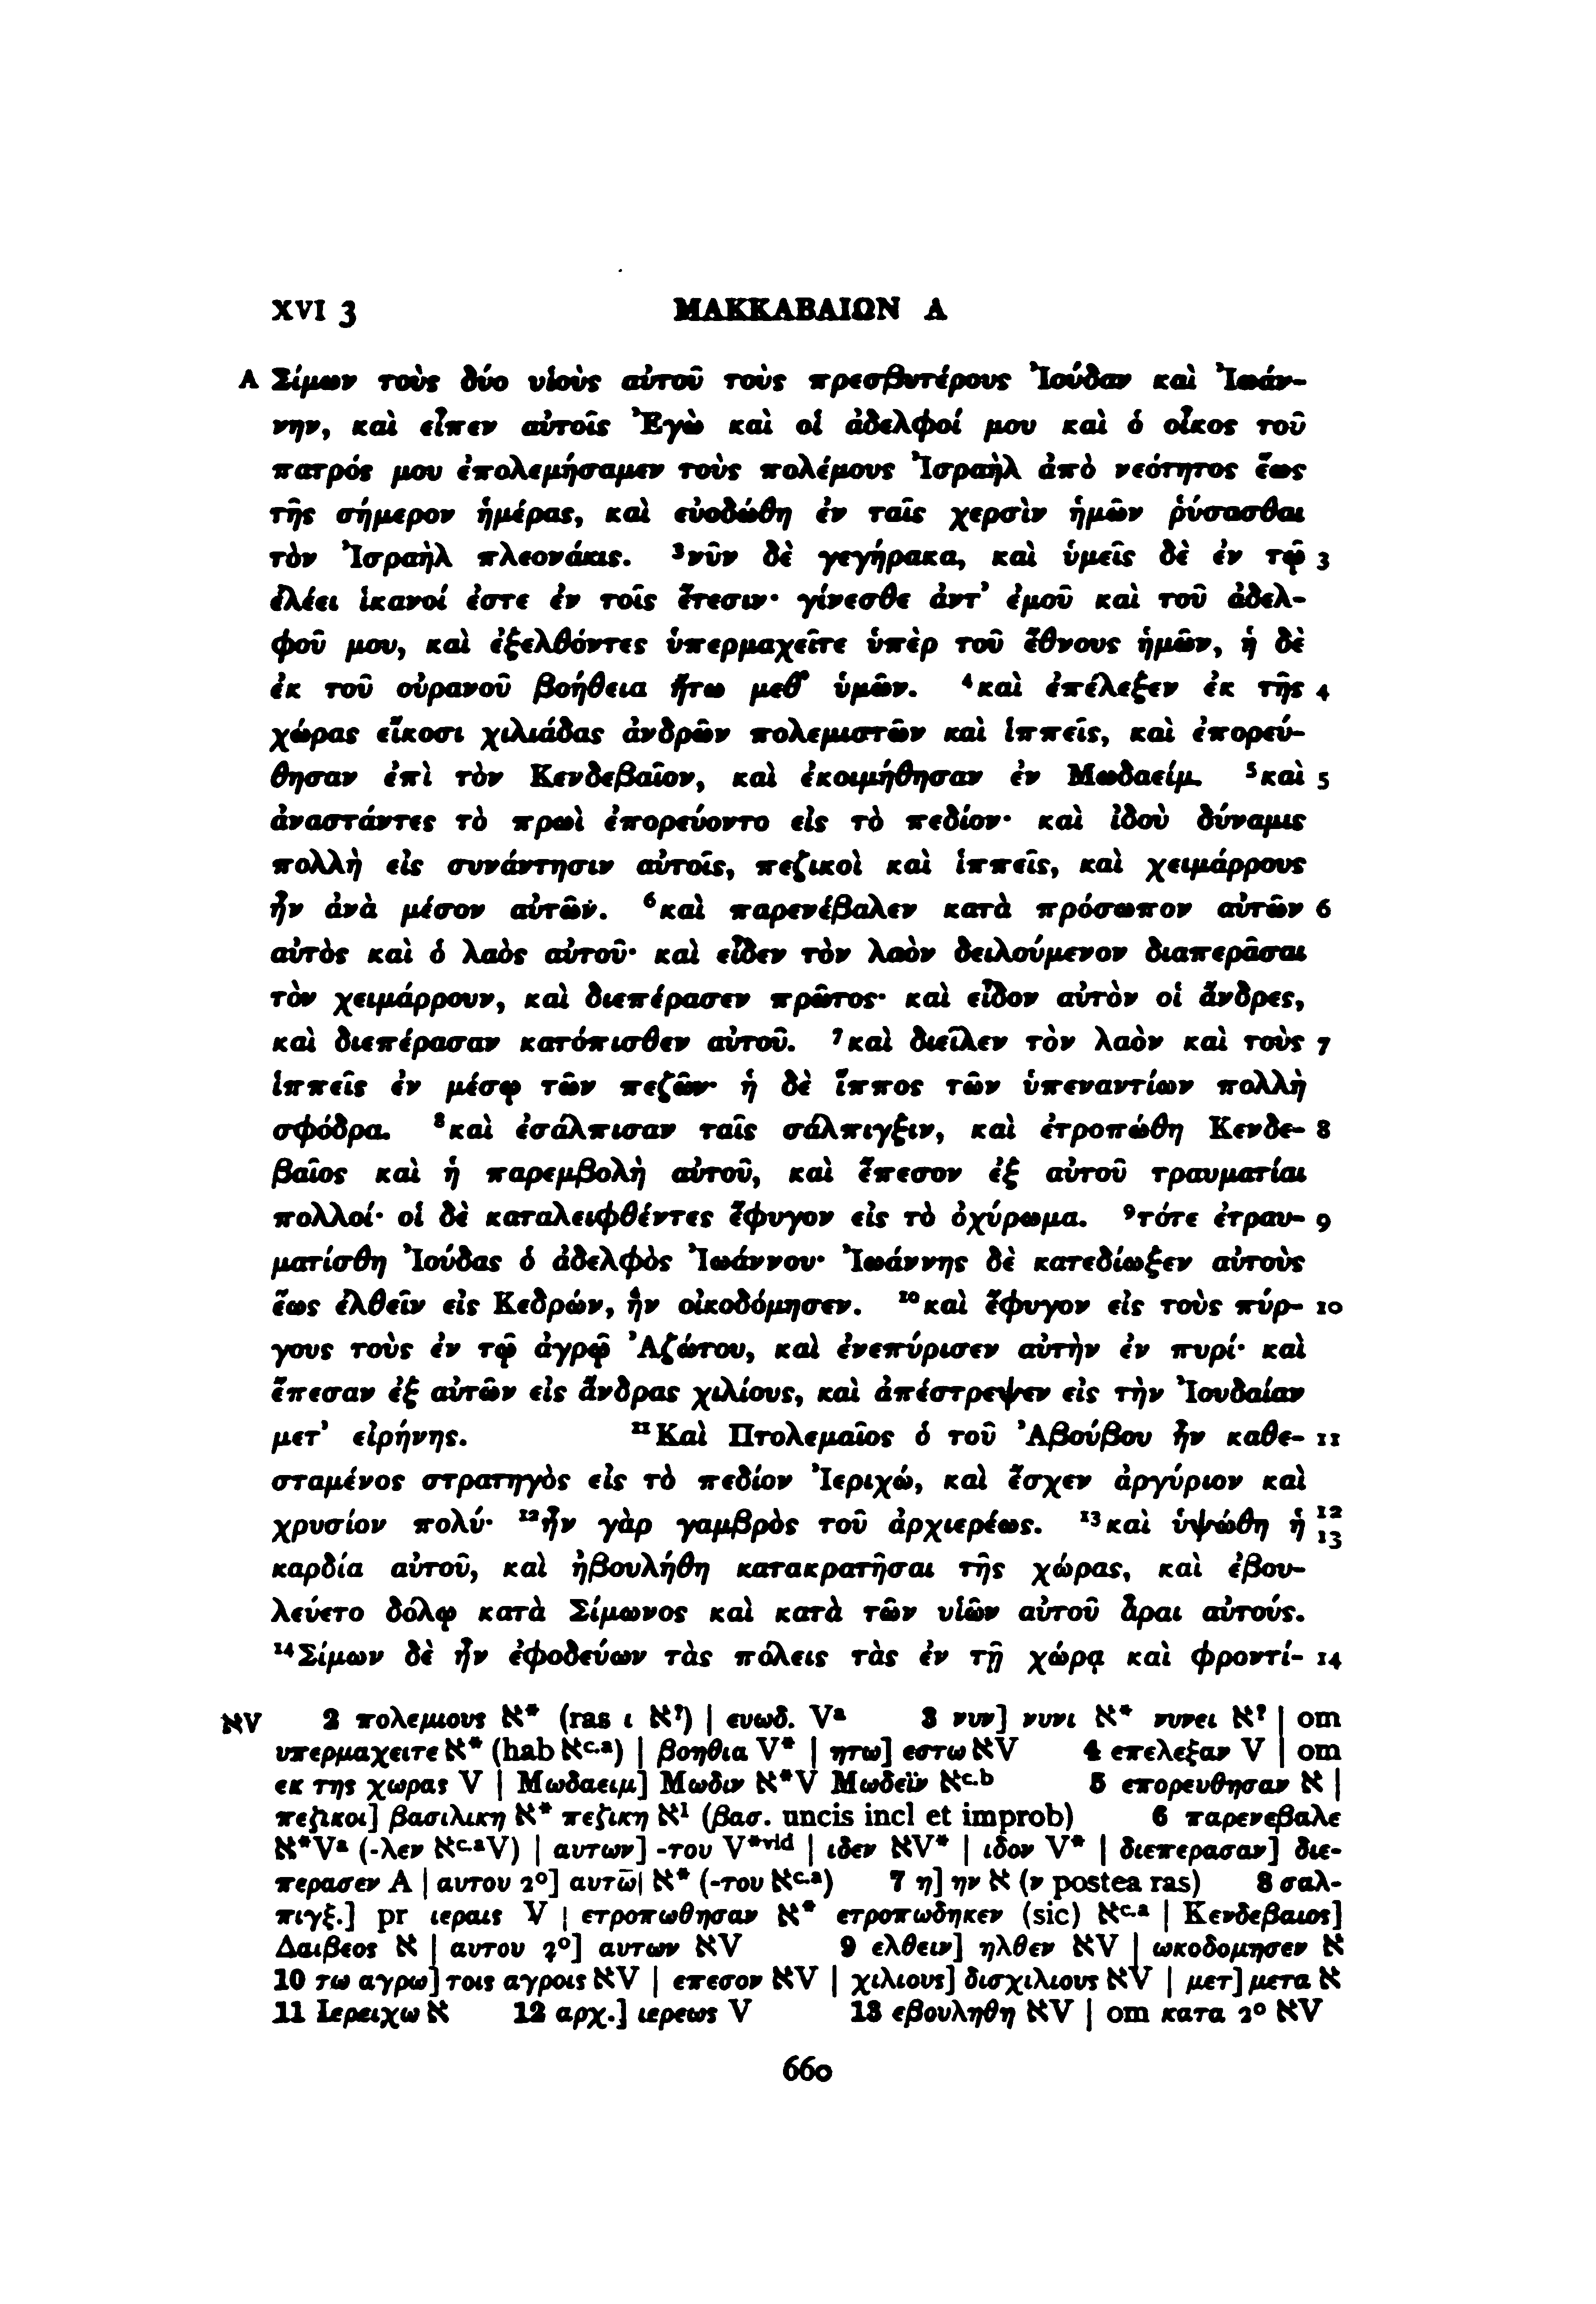 XVI 3 ΜΑΚΚΑΒΑΙΩΝ Α
A Σίμων τοὺς δύο υἱοὺς αὐτοῦ τοὺς πρεσβυτέρους Ἰούδαν καὶ Ἰωάν-
νην, καὶ εἶπεν αὐτοῖς Ἐγὼ καὶ οἱ ἀδελφοί μου καὶ ὁ οἶκος τοῦ
πατρός μου ἐπολεμήσαμεν τοὺς πολέμους Ἰσραὴλ ἀπὸ νεότητος ἕως
τῆς σήμερον ἡμέρας, καὶ εὐοδώθη ἐν ταῖς χερσὶν ἡμῶν ῥύσασθαι
τὸν Ἰσραὴλ πλεονάκις. ³νῦν δὲ γεγήρακα, καὶ ὑμεῖς δὲ ἐν τῷ 3
ἐλέει ἱκανοί ἐστε ἐν τοῖς ἔτεσιν· γίνεσθε ἀντ’ ἐμοῦ καὶ τοῦ ἀδελ-
φοῦ μου, καὶ ἐξελθόντες ὑπερμαχεῖτε ὑπὲρ τοῦ ἔθνους ἡμῶν, ἡ δὲ
ἐκ τοῦ οὐρανοῦ βοήθεια ἤτω μεθ’ ὑμῶν. ⁴καὶ ἐπέλεξεν ἐκ τῆς 4
χώρας εἴκοσι χιλιάδας ἀνδρῶν πολεμιστῶν καὶ ἱππεῖς, καὶ ἐπορεύ-
θησαν ἐπὶ τὸν Κενδεβαῖον, καὶ ἐκοιμήθησαν ἐν Μωδαείμ. ⁵καὶ 5
ἀναστάντες τὸ πρωὶ ἐπορεύοντο εἰς τὸ πεδίον· καὶ ἰδοὺ δύναμις
πολλὴ εἰς συνάντησιν αὐτοῖς, πεζικοὶ καὶ ἱππεῖς, καὶ χειμάρρους
ἦν ἀνὰ μέσον αὐτῶν. ⁶καὶ παρενέβαλεν κατὰ πρόσωπον αὐτῶν 6
αὐτὸς καὶ ὁ λαὸς αὐτοῦ· καὶ εἶδεν τὸν λαὸν δειλούμενον διαπερᾶσαι
τὸν χειμάρρουν, καὶ διεπέρασεν πρῶτος· καὶ εἶδον αὐτὸν οἱ ἄνδρες,
καὶ διεπέρασαν κατόπισθεν αὐτοῦ. ⁷καὶ διεῖλεν τὸν λαὸν καὶ τοὺς 7
ἱππεῖς ἐν μέσῳ τῶν πεζῶν· ἡ δὲ ἵππος τῶν ὑπεναντίων πολλὴ
σφόδρα. ⁸καὶ ἐσάλπισαν ταῖς σάλπιγξιν, καὶ ἐτροπώθη Κενδε- 8
βαῖος καὶ ἡ παρεμβολὴ αὐτοῦ, καὶ ἔπεσον ἐξ αὐτοῦ τραυματίαι
πολλοί· οἱ δὲ καταλειφθέντες ἔφυγον εἰς τὸ ὀχύρωμα. ⁹τότε ἐτραυ- 9
ματίσθη Ἰούδας ὁ ἀδελφὸς Ἰωάννου· Ἰωάννης δὲ κατεδίωξεν αὐτοὺς
ἕως ἐλθεῖν εἰς Κεδρών, ἣν οἰκοδόμησεν. ¹⁰καὶ ἔφυγον εἰς τοὺς πύρ- 10
γους τοὺς ἐν τῷ ἀγρῷ Ἀζώτου, καὶ ἐνεπύρισεν αὐτὴν ἐν πυρί· καὶ
ἔπεσαν ἐξ αὐτῶν εἰς ἄνδρας χιλίους, καὶ ἀπέστρεψεν εἰς τὴν Ἰουδαίαν
μετ’ εἰρήνης. ¹¹Καὶ Πτολεμαῖος ὁ τοῦ Ἀβούβου ἦν καθε- 11
σταμένος στρατηγὸς εἰς τὸ πεδίον Ἰεριχώ, καὶ ἔσχεν ἀργύριον καὶ
χρυσίον πολύ· ¹²ἦν γὰρ γαμβρὸς τοῦ ἀρχιερέως. ¹³καὶ ὑψώθη ἡ 12 13
καρδία αὐτοῦ, καὶ ἠβουλήθη κατακρατῆσαι τῆς χώρας, καὶ ἐβου-
λεύετο δόλῳ κατὰ Σίμωνος καὶ κατὰ τῶν υἱῶν αὐτοῦ ἆραι αὐτούς.
¹⁴Σίμων δὲ ἦν ἐφοδεύων τὰς πόλεις τὰς ἐν τῇ χώρᾳ καὶ φροντί- 14
אV 2 πολεμιους א* (ras ι א?) | ευωδ. Vᵃ 3 νυν] νυνι א* νυνει א? | om
υπερμαχειτε א* (hab אᶜ·ᵃ) | βοηθια V* | ητω] εστω אV 4 επελεξαν V | om
εκ της χωρας V | Μωδαειμ] Μωδιν א*V Μωδεϊν אᶜ·ᵇ 5 επορευθησαν א |
πεζικοι] βασιλικη א* πεζικη א¹ (βασ. uncis incl et improb) 6 παρενεβαλε
א*Vᵃ (-λεν אᶜ·ᵃV) | αυτων] -του V*ᵛⁱᵈ | ιδεν אV* | ιδον V* | διεπερασαν] διε-
περασεν A | αυτου 2º] αυτω̅| א* (-του אᶜ·ᵃ) 7 η] ην א (ν postea ras) 8 σαλ-
πιγξ.] pr ιεραις V | ετροπωθησαν א* ετροπωδηκεν (sic) אᶜ·ᵃ | Κενδεβαιος]
Δαιβεος א | αυτου 2º] αυτων אV 9 ελθειν] ηλθεν אV | ωκοδομησεν א
10 τω αγρω] τοις αγροις אV | επεσον אV | χιλιους] δισχιλιους אV | μετ] μετα א
11 Ιερειχω א 12 αρχ.] ιερεως V 13 εβουληθη אV | om κατα 2º אV
660